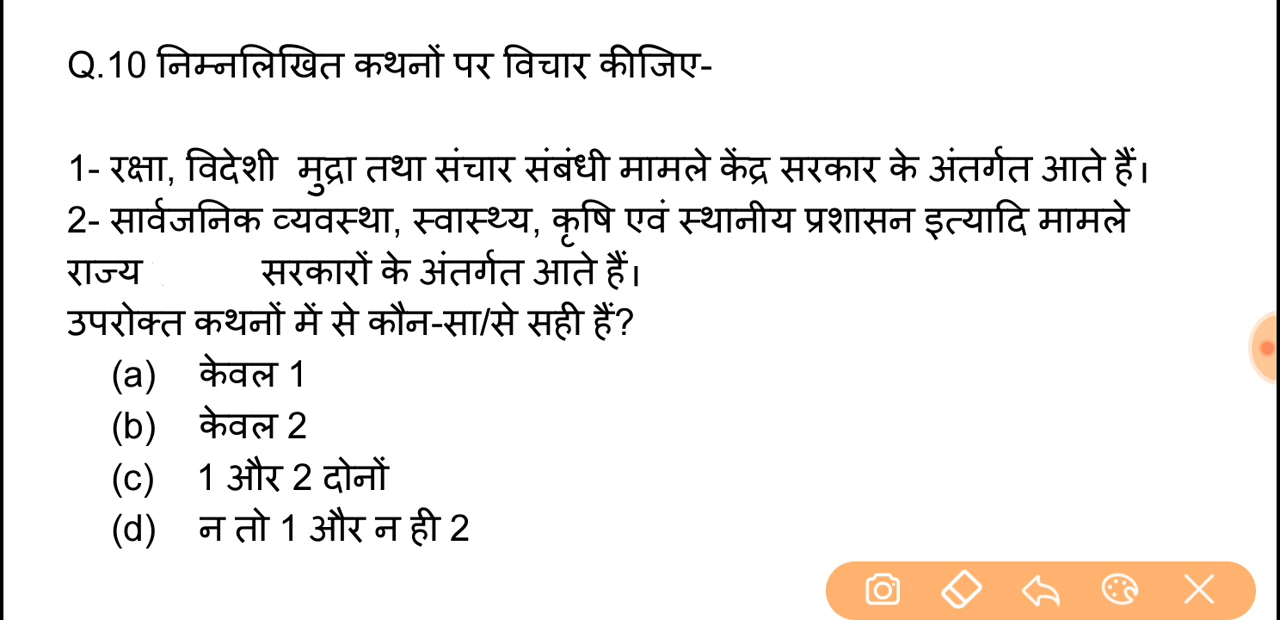 Q.10 निम्नलिखित कथनों पर विचार कीजिए-
1- रक्षा, विदेशी मुद्रा तथा संचार संबंधी मामले केंद्र सरकार के अंतर्गत आते हैं।
2- सार्वजनिक व्यवस्था, स्वास्थ्य, कृषि एवं स्थानीय प्रशासन इत्यादि मामले
राज्य सरकारों के अंतर्गत आते हैं।
उपरोक्त कथनों में से कौन-सा/से सही हैं?
(a) केवल 1
(b) केवल 2
(c) 1 और 2 दोनों
(d) न तो 1 और न ही 2